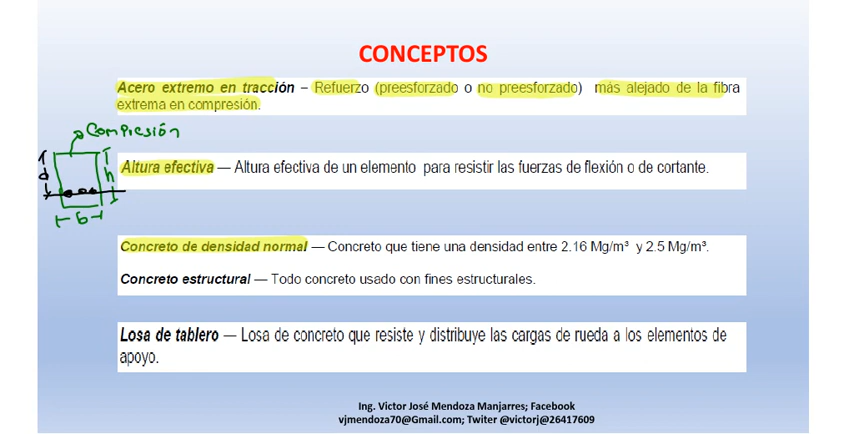 CONCEPTOS
Acero extremo en tracción – Refuerzo (preesforzado o no preesforzado) más alejado de la fibra
extrema en compresión.
Compresión
d
h
b
Altura efectiva — Altura efectiva de un elemento para resistir las fuerzas de flexión o de cortante.
Concreto de densidad normal — Concreto que tiene una densidad entre 2.16 Mg/m³ y 2.5 Mg/m³.
Concreto estructural — Todo concreto usado con fines estructurales.
Losa de tablero — Losa de concreto que resiste y distribuye las cargas de rueda a los elementos de
apoyo.
Ing. Victor José Mendoza Manjarres; Facebook
vjmendoza70@Gmail.com; Twiter @victorj@26417609